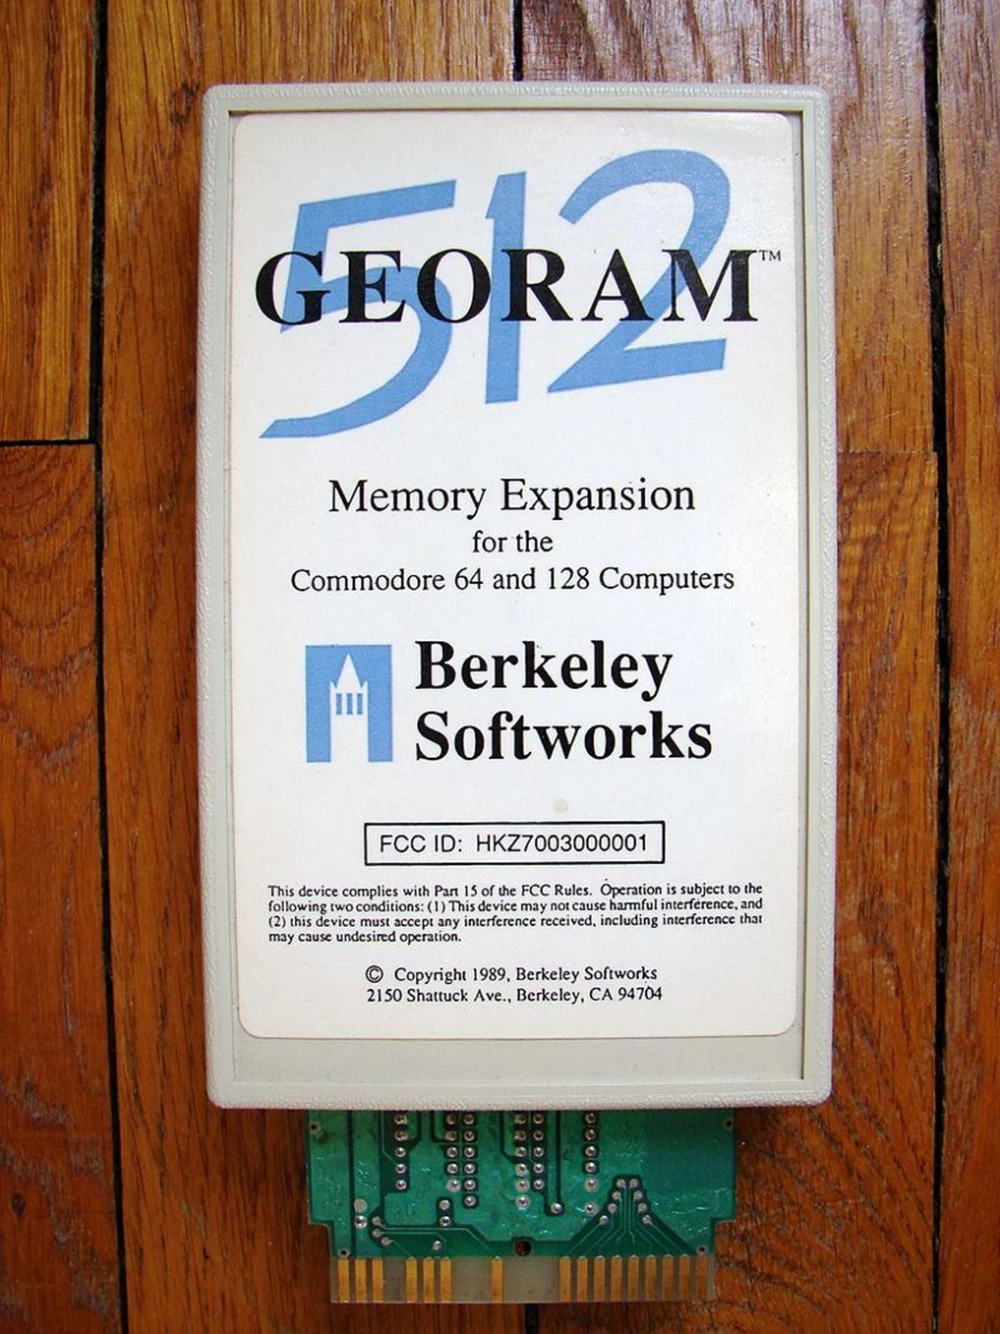 512
GEORAM™
Memory Expansion
for the
Commodore 64 and 128 Computers
Berkeley
Softworks
FCC ID: HKZ7003000001
This device complies with Part 15 of the FCC Rules. Operation is subject to the
following two conditions: (1) This device may not cause harmful interference, and
(2) this device must accept any interference received, including interference that
may cause undesired operation.
© Copyright 1989, Berkeley Softworks
2150 Shattuck Ave., Berkeley, CA 94704